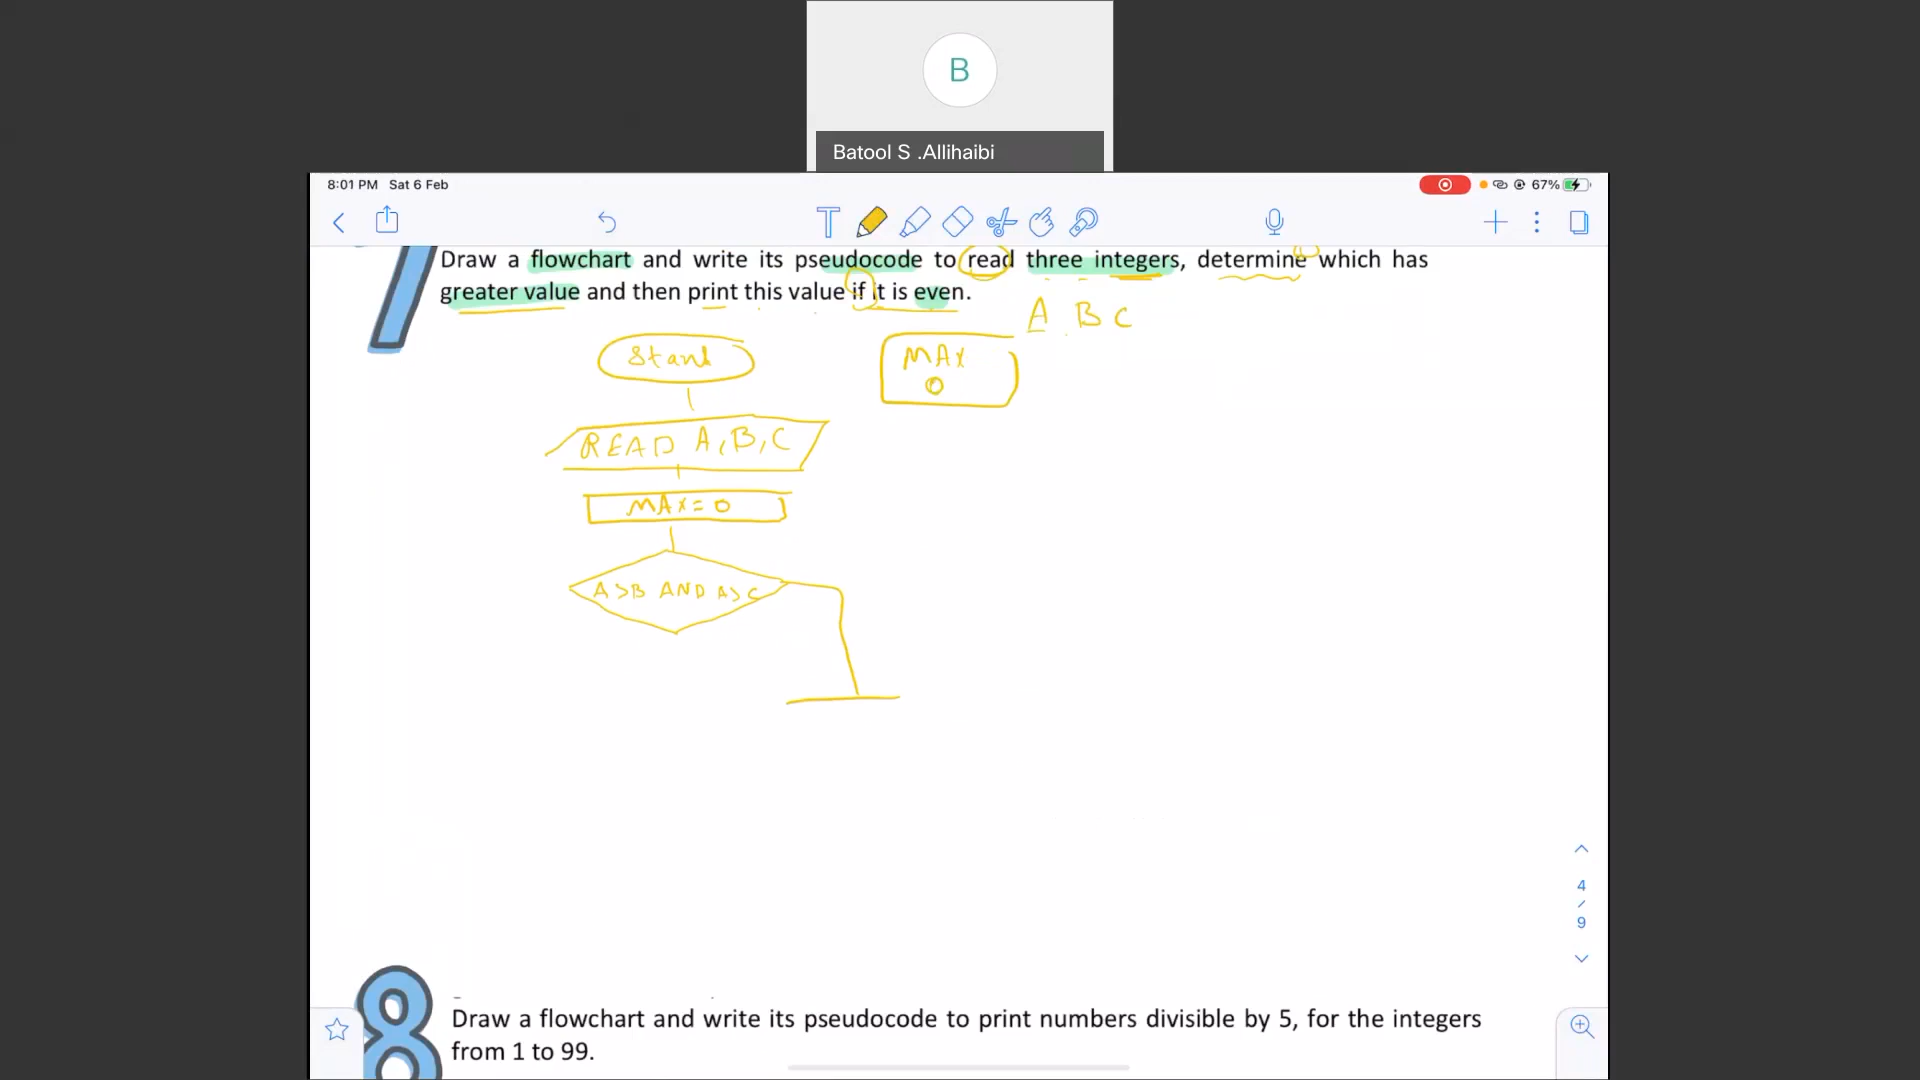 B
Batool S .Allihaibi
8:01 PM Sat 6 Feb
67%
T
7
Draw a flowchart and write its pseudocode to read three integers, determine which has
greater value and then print this value if it is even.
A B C
Start
MAX
0
READ A, B, C
MAX = 0
A>B AND A>C
4
/
9
8
Draw a flowchart and write its pseudocode to print numbers divisible by 5, for the integers
from 1 to 99.